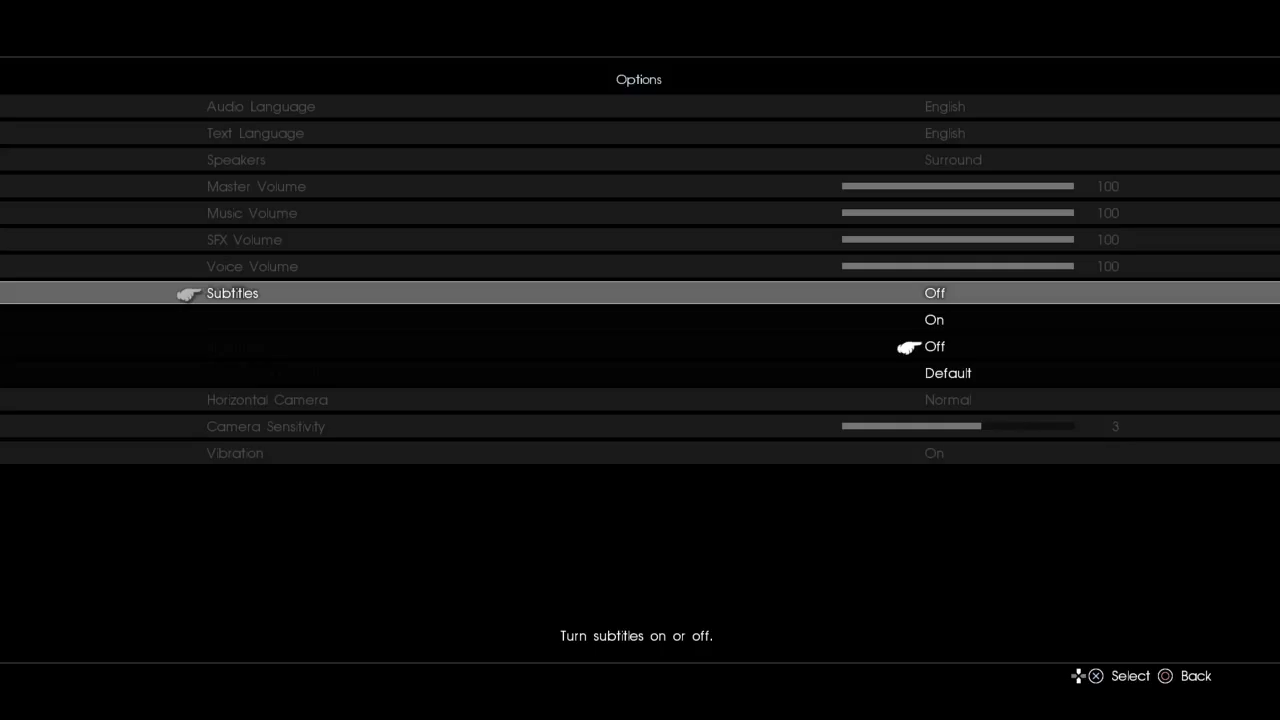 Options
Audio Language English
Text Language English
Speakers Surround
Master Volume 100
Music Volume 100
SFX Volume 100
Voice Volume 100
Subtitles Off
On
Off
Default
Horizontal Camera Normal
Camera Sensitivity 3
Vibration On
Turn subtitles on or off.
Select Back